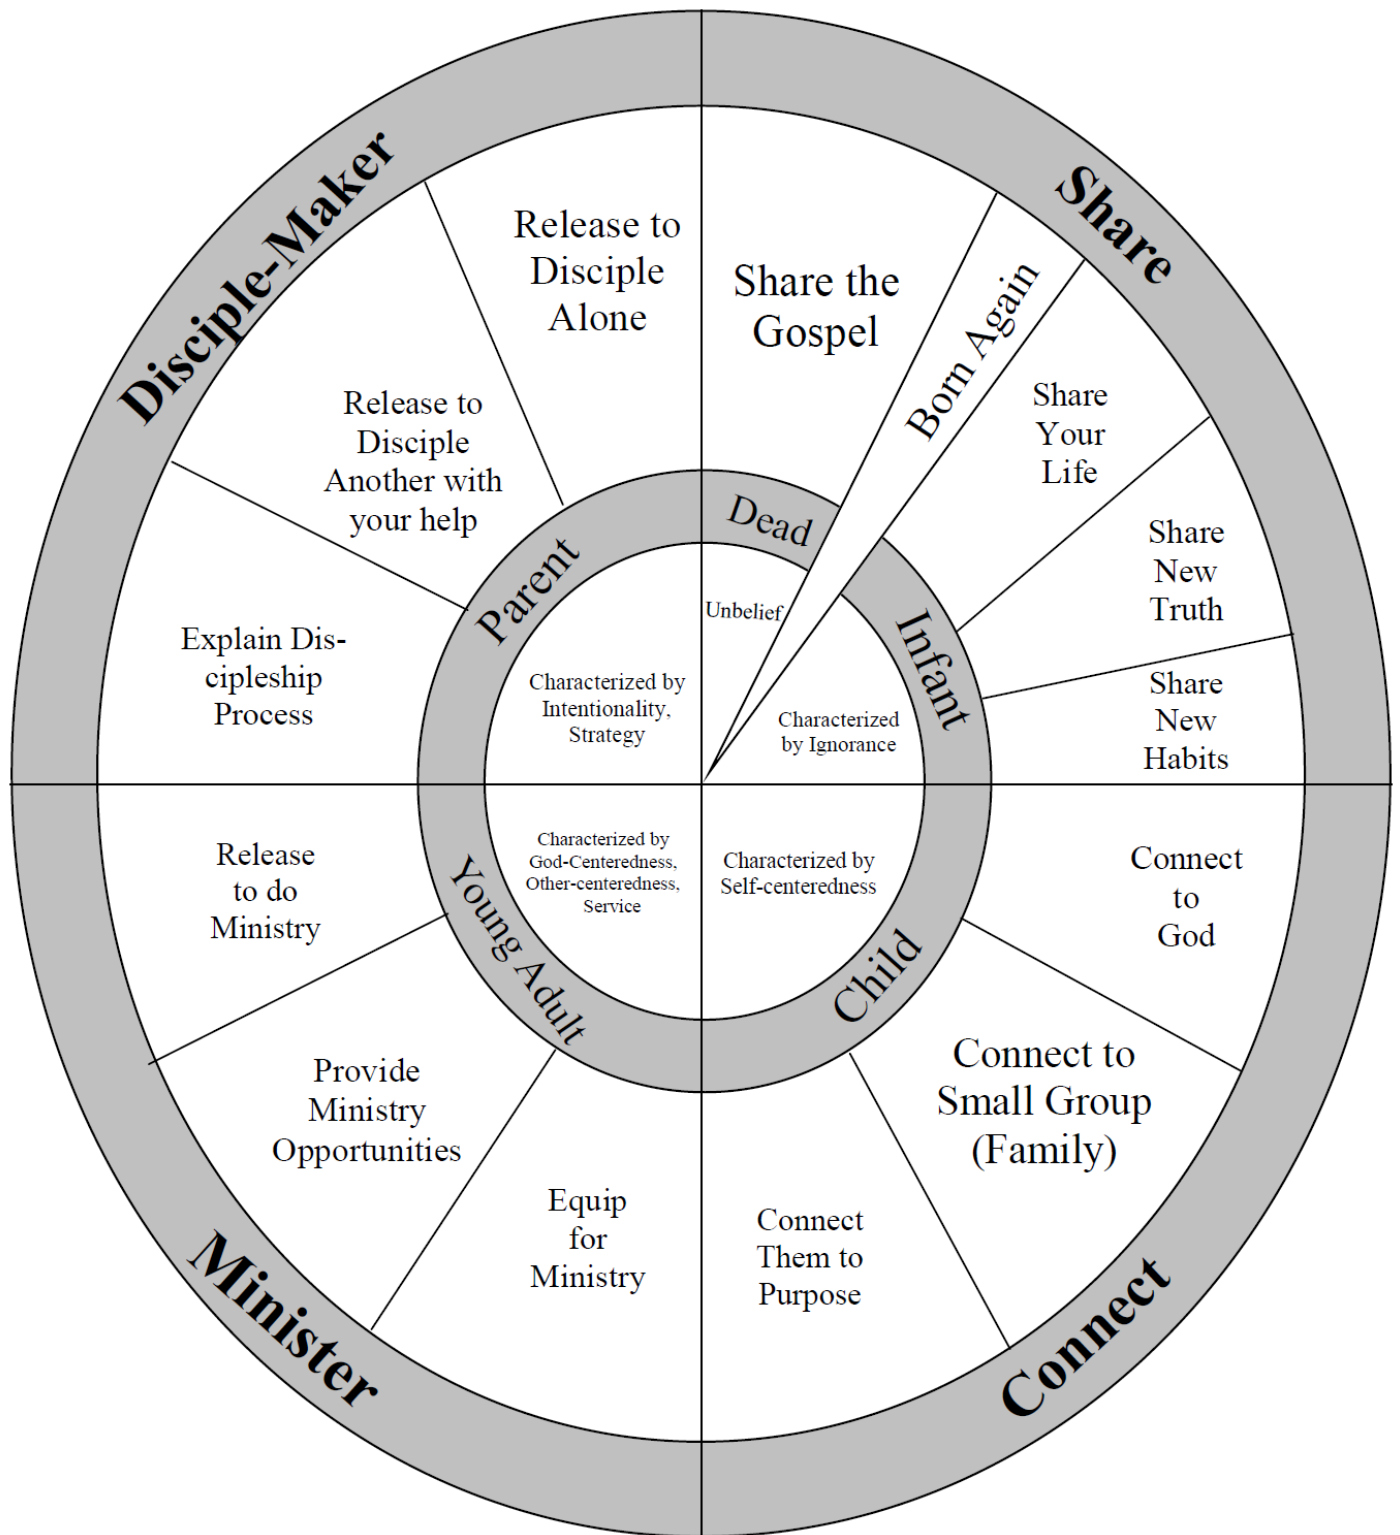 Share
Share the
Gospel
Dead
Unbelief
Born Again
Share
Your
Life
Share
New
Truth
Share
New
Habits
Infant
Characterized
by Ignorance
Connect
Connect
to
God
Connect to
Small Group
(Family)
Connect
Them to
Purpose
Child
Characterized by
Self-centeredness
Minister
Equip
for
Ministry
Provide
Ministry
Opportunities
Release
to do
Ministry
Young Adult
Characterized by
God-Centeredness,
Other-centeredness,
Service
Disciple-Maker
Explain Dis-
cipleship
Process
Release to
Disciple
Another with
your help
Release to
Disciple
Alone
Parent
Characterized by
Intentionality,
Strategy